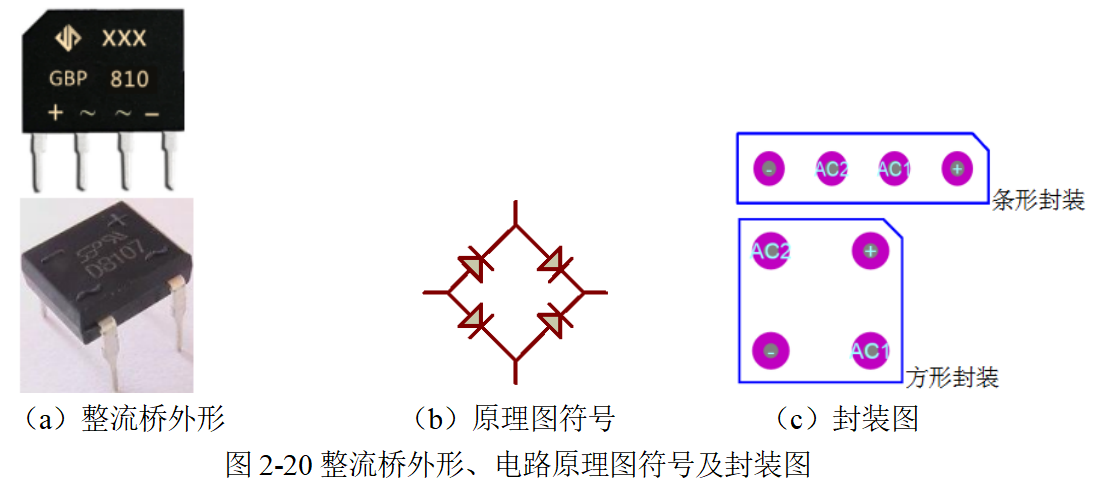 XXX
GBP 810
+ ~ ~ −
+
−
D8107
~
~
- AC2 AC1 +
条形封装
AC2 +
- AC1
方形封装
（a）整流桥外形
（b）原理图符号
（c）封装图
图 2-20 整流桥外形、电路原理图符号及封装图